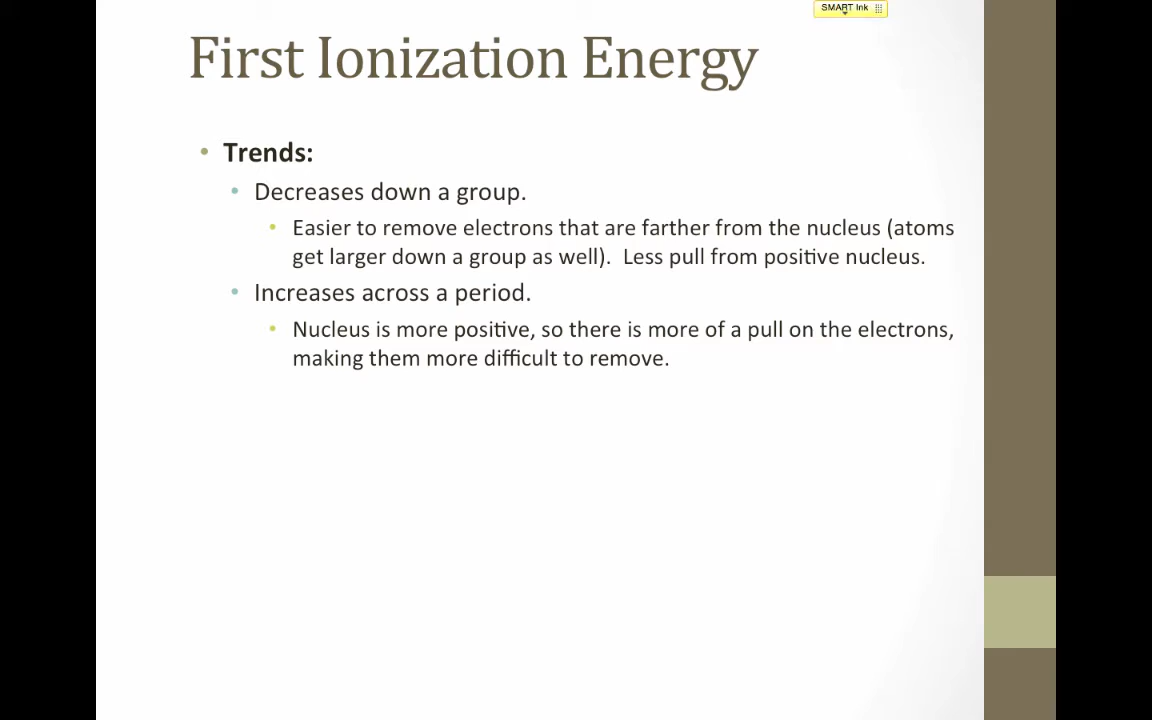 SMART Ink
First Ionization Energy
• Trends:
• Decreases down a group.
• Easier to remove electrons that are farther from the nucleus (atoms
get larger down a group as well).  Less pull from positive nucleus.
• Increases across a period.
• Nucleus is more positive, so there is more of a pull on the electrons,
making them more difficult to remove.